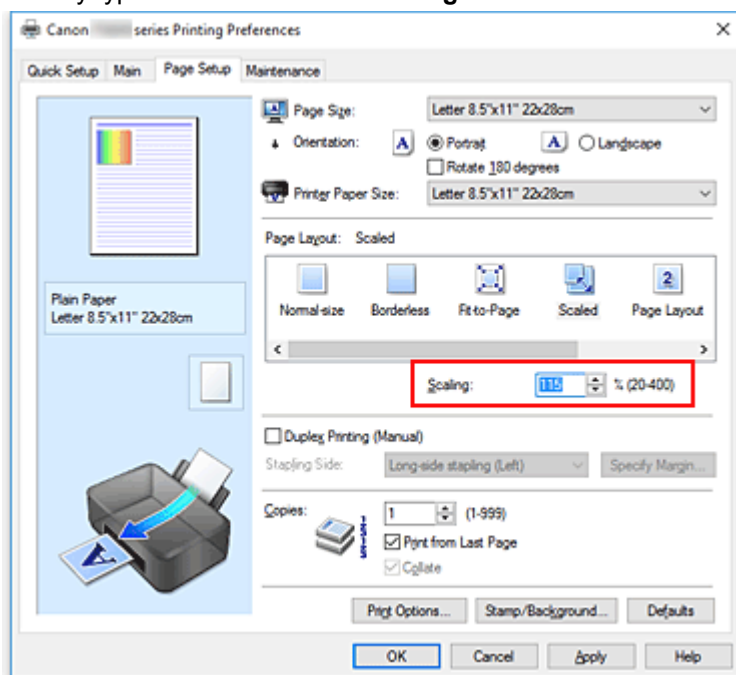 Canon series Printing Preferences
Quick Setup Main Page Setup Maintenance
Page Size: Letter 8.5"x11" 22x28cm
Orientation: A Portrait A Landscape
Rotate 180 degrees
Printer Paper Size: Letter 8.5"x11" 22x28cm
Page Layout: Scaled
Normal-size Borderless Fit-to-Page Scaled Page Layout
Plain Paper
Letter 8.5"x11" 22x28cm
Scaling: 115 % (20-400)
Duplex Printing (Manual)
Stapling Side: Long-side stapling (Left) Specify Margin...
Copies: 1 (1-999)
Print from Last Page
Collate
Print Options... Stamp/Background... Defaults
OK Cancel Apply Help